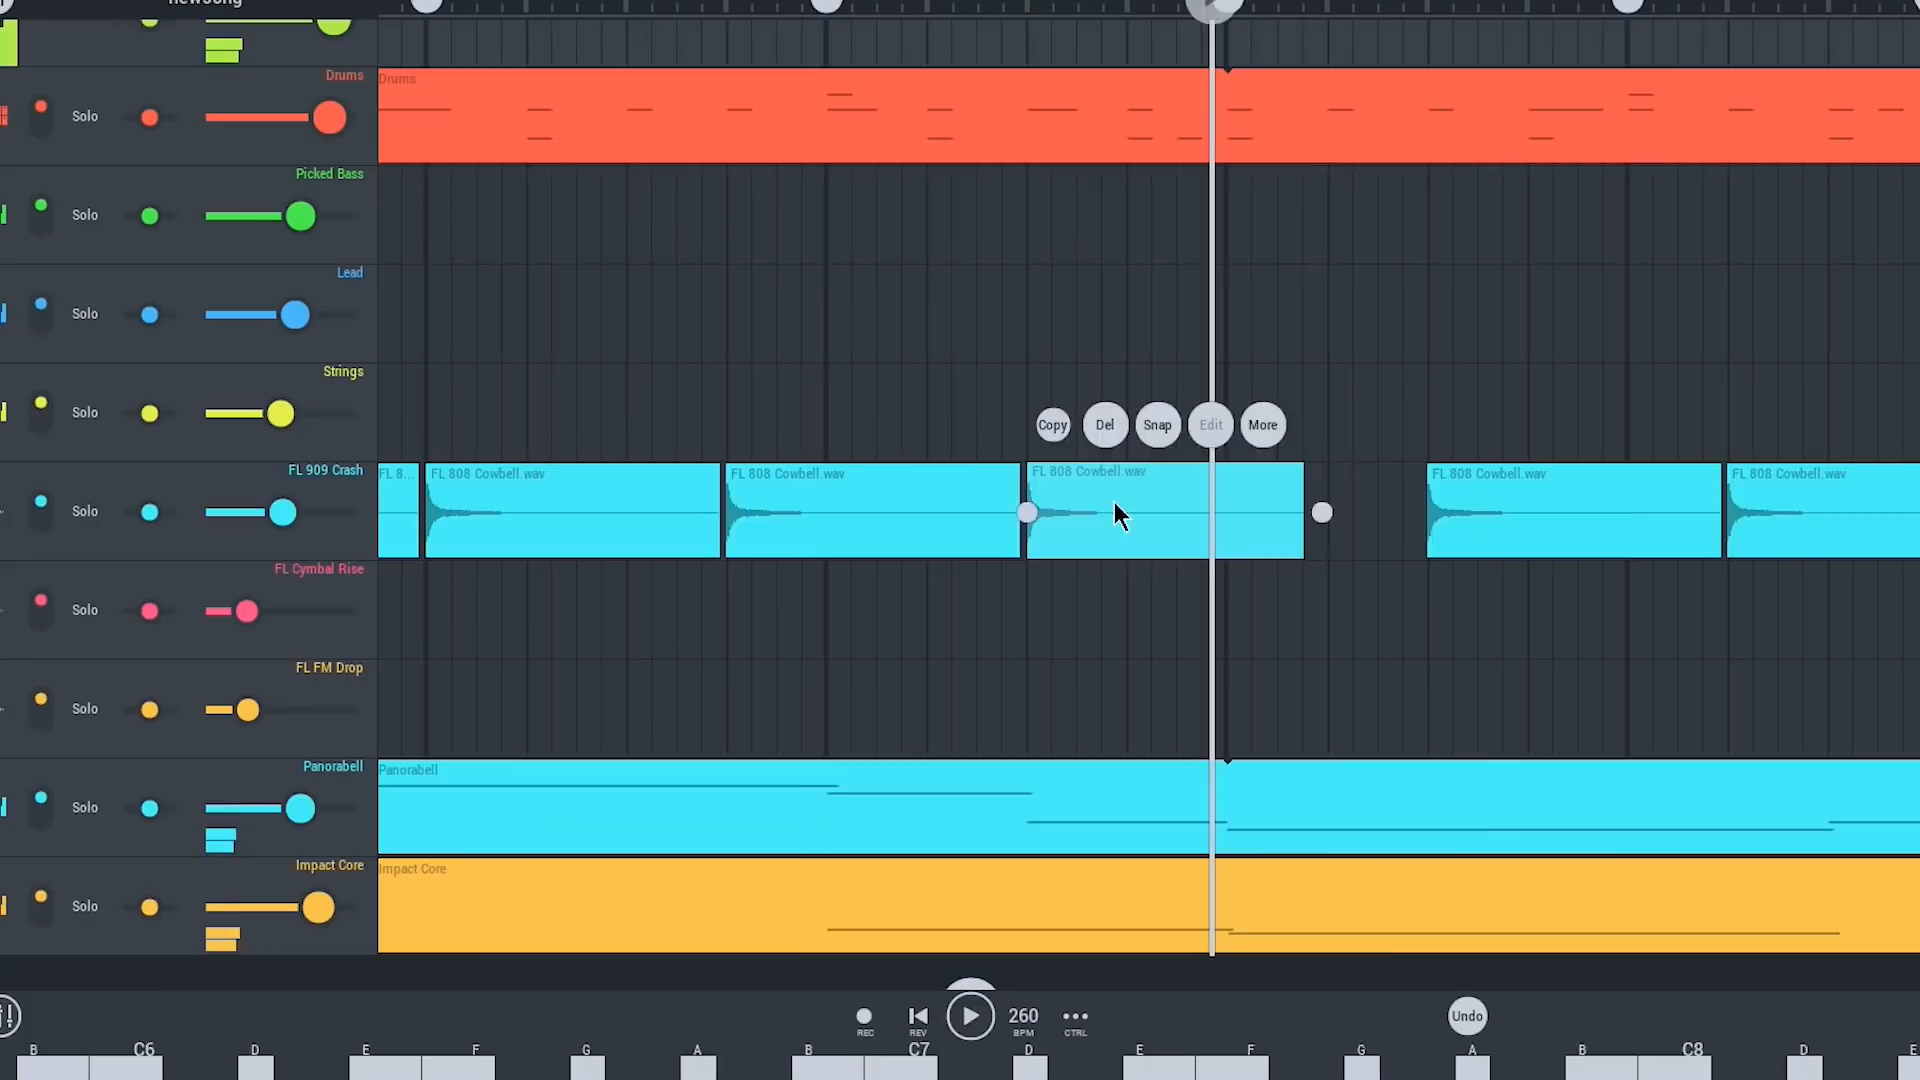 newsong
Drums
Drums
Solo
Picked Bass
Solo
Lead
Solo
Strings
Solo
Copy Del Snap Edit More
FL 909 Crash
Solo
FL 8... FL 808 Cowbell.wav FL 808 Cowbell.wav FL 808 Cowbell.wav FL 808 Cowbell.wav FL 808 Cowbell.wav
FL Cymbal Rise
Solo
FL FM Drop
Solo
Panorabell
Panorabell
Solo
Impact Core
Impact Core
Solo
260 Undo
REC REV BPM CTRL
B C6 D E F G A B C7 D E F G A B C8 D E